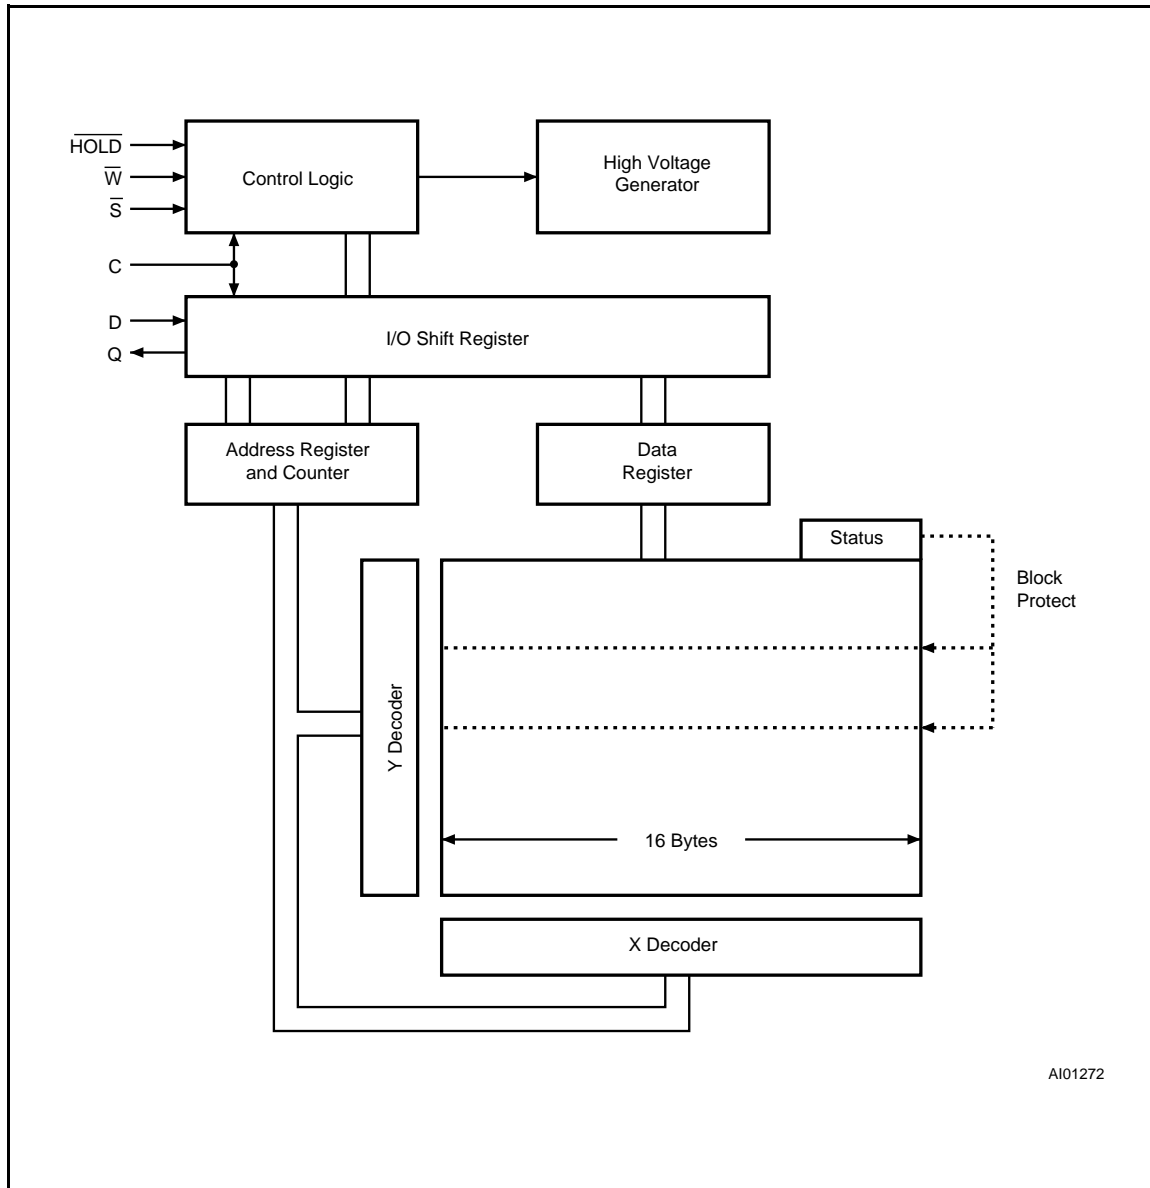 HOLD
W
S
C
D
Q
Control Logic
High Voltage
Generator
I/O Shift Register
Address Register
and Counter
Data
Register
Status
Block
Protect
Y Decoder
16 Bytes
X Decoder
AI01272